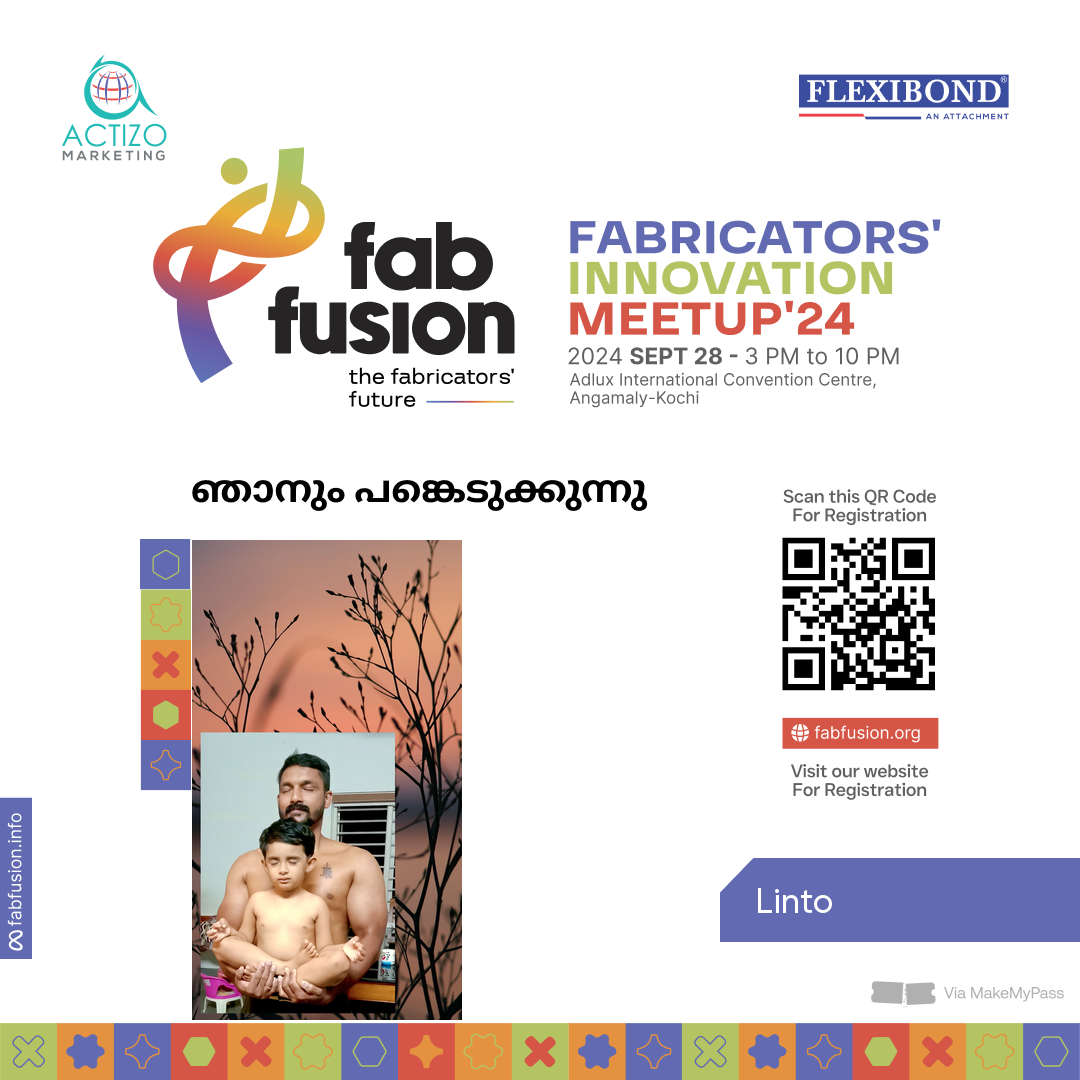 ACTIZO
MARKETING
FLEXIBOND®
AN ATTACHMENT
fab
fusion
the fabricators'
future
FABRICATORS'
INNOVATION
MEETUP'24
2024 SEPT 28 - 3 PM to 10 PM
Adlux International Convention Centre,
Angamaly-Kochi
ഞാനും പങ്കെടുക്കുന്നു
Scan this QR Code
For Registration
fabfusion.org
Visit our website
For Registration
fabfusion.info
Linto
Via MakeMyPass